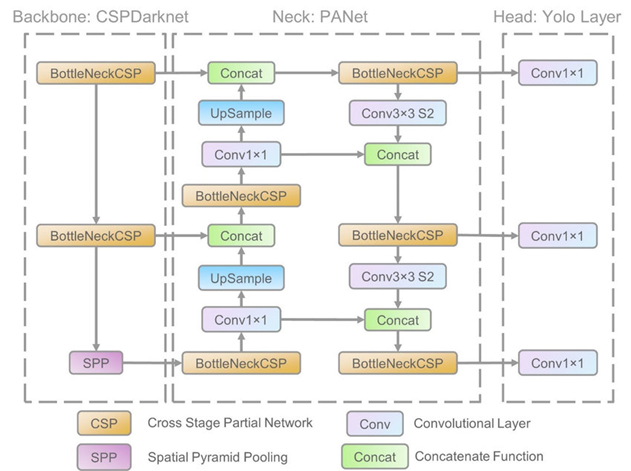 Backbone: CSPDarknet
Neck: PANet
Head: Yolo Layer
BottleNeckCSP
Concat
BottleNeckCSP
Conv1×1
UpSample
Conv3×3 S2
Conv1×1
Concat
BottleNeckCSP
BottleNeckCSP
Concat
BottleNeckCSP
Conv1×1
UpSample
Conv3×3 S2
Conv1×1
Concat
SPP
BottleNeckCSP
BottleNeckCSP
Conv1×1
CSP
Cross Stage Partial Network
Conv
Convolutional Layer
SPP
Spatial Pyramid Pooling
Concat
Concatenate Function